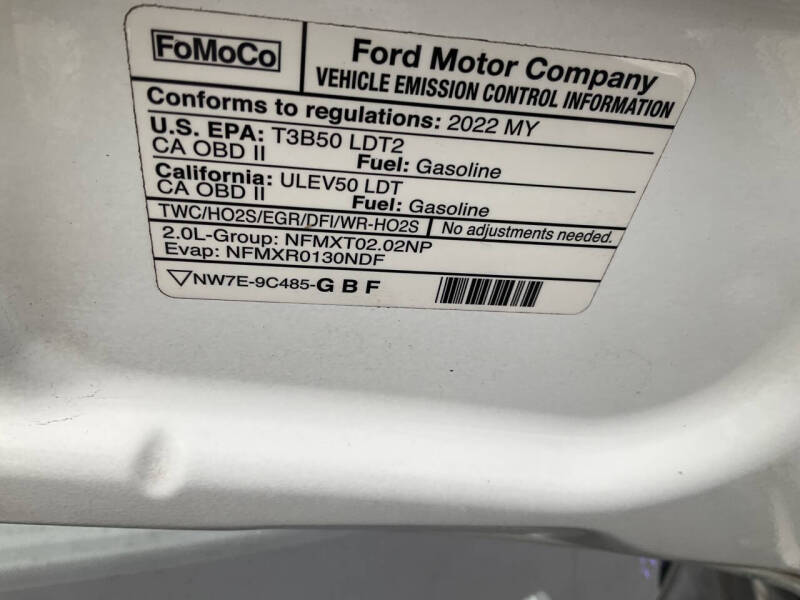 FoMoCo
Ford Motor Company
VEHICLE EMISSION CONTROL INFORMATION
Conforms to regulations: 2022 MY
U.S. EPA: T3B50 LDT2
CA OBD II Fuel: Gasoline
California: ULEV50 LDT
CA OBD II Fuel: Gasoline
TWC/HO2S/EGR/DFI/WR-HO2S No adjustments needed.
2.0L-Group: NFMXT02.02NP
Evap: NFMXR0130NDF
NW7E-9C485-G B F